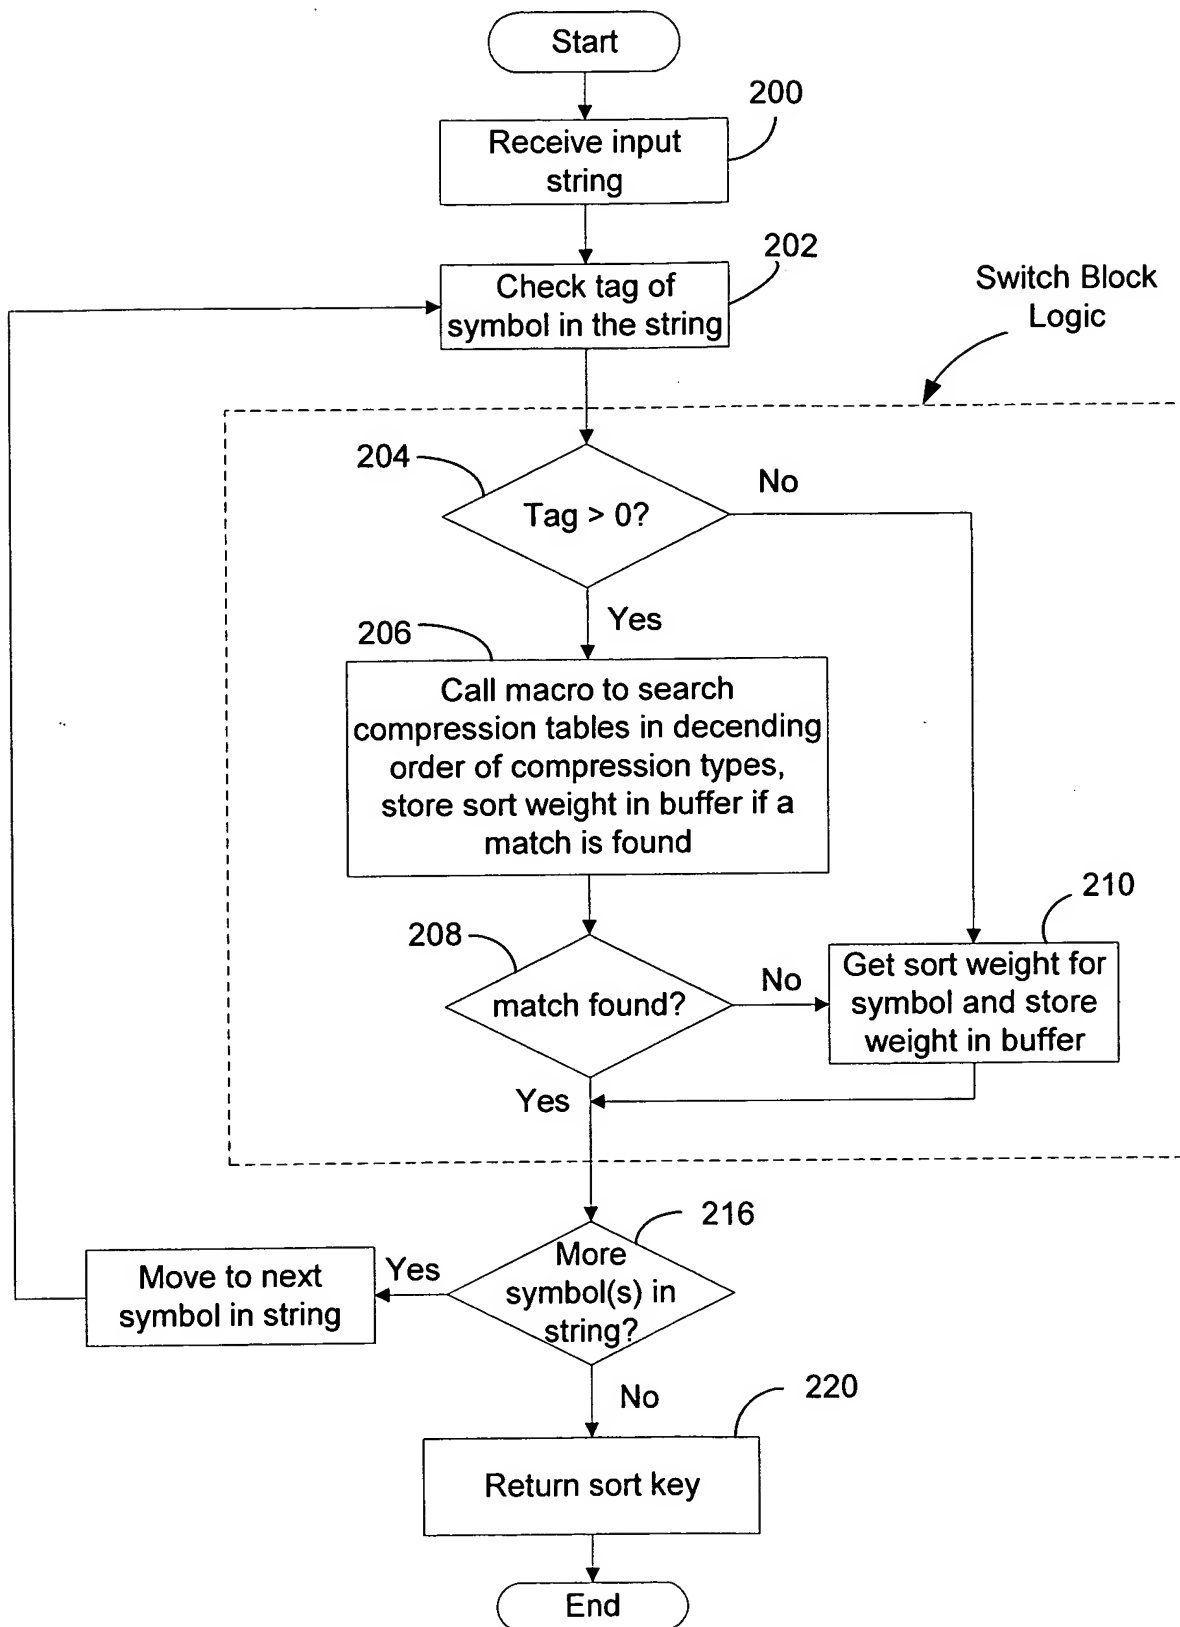 Start
200
Receive input
string
202
Check tag of
symbol in the string
Switch Block
Logic
204
Tag > 0?
No
Yes
206
Call macro to search
compression tables in decending
order of compression types,
store sort weight in buffer if a
match is found
208
match found?
No
210
Get sort weight for
symbol and store
weight in buffer
Yes
216
More
symbol(s) in
string?
Yes
Move to next
symbol in string
No
220
Return sort key
End